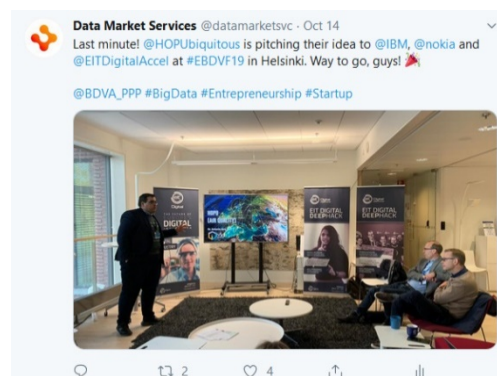 Data Market Services @datamarketsvc · Oct 14
Last minute! @HOPUbiquitous is pitching their idea to @IBM, @nokia and
@EITDigitalAccel at #EBDVF19 in Helsinki. Way to go, guys! 🎉
@BDVA_PPP #BigData #Entrepreneurship #Startup
DIGITAL
HOPU
EIT DIGITAL
DEEPHACK
EIT DIGITAL
DEEPHACK
2
4